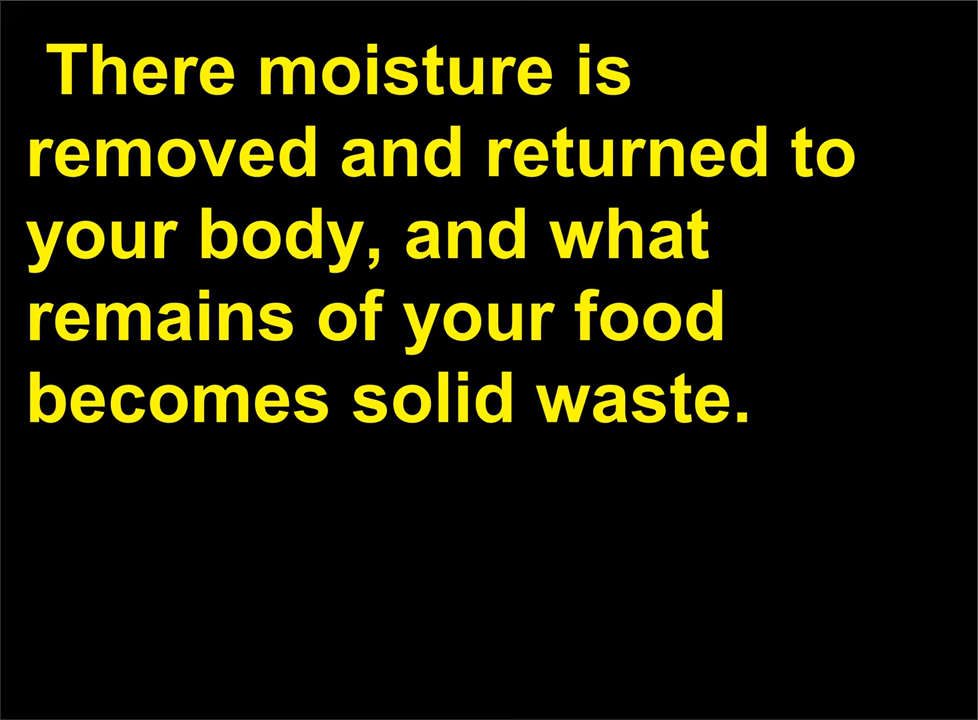 There moisture is
removed and returned to
your body, and what
remains of your food
becomes solid waste.